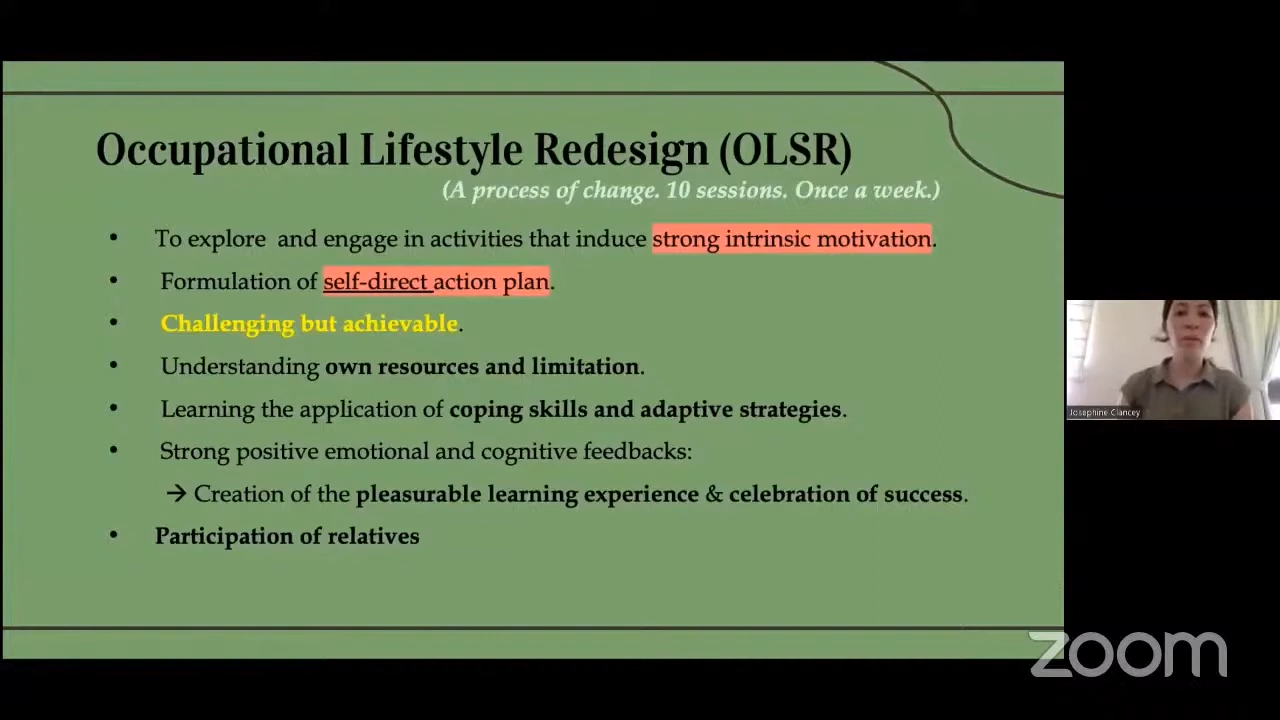 Occupational Lifestyle Redesign (OLSR)
(A process of change. 10 sessions. Once a week.)
• To explore and engage in activities that induce strong intrinsic motivation.
• Formulation of self-direct action plan.
• Challenging but achievable.
• Understanding own resources and limitation.
• Learning the application of coping skills and adaptive strategies.
• Strong positive emotional and cognitive feedbacks:
→ Creation of the pleasurable learning experience & celebration of success.
• Participation of relatives
Josephine Clancey
zoom